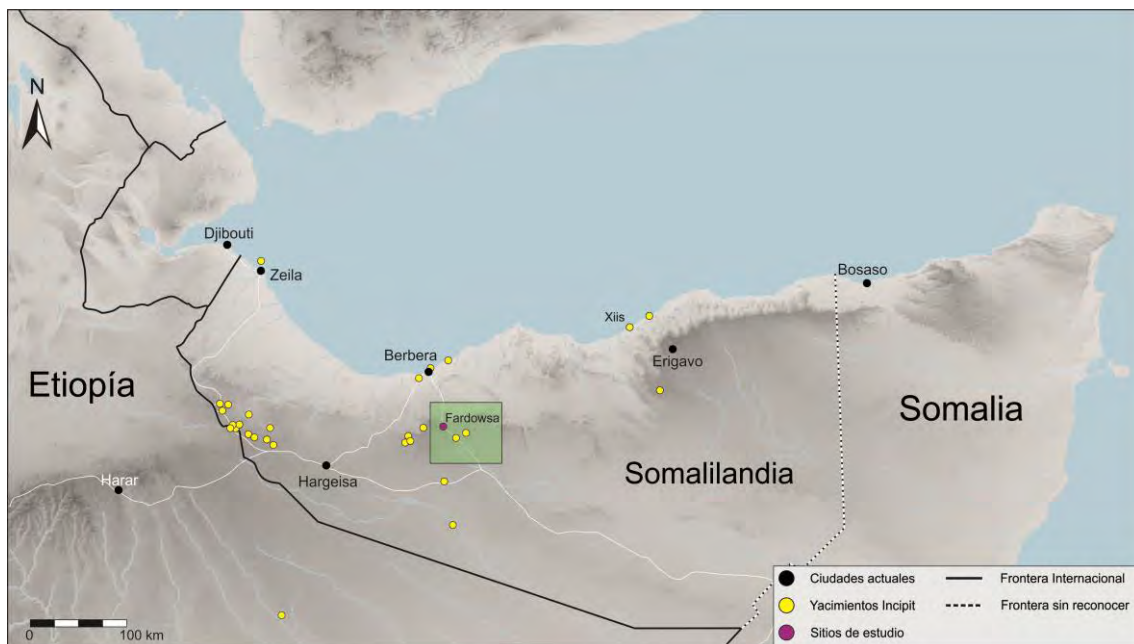 N
Djibouti
Zeila
Bosaso
Xiis
Berbera
Erigavo
Etiopía
Fardowsa
Somalia
Somalilandia
Harar
Hargeisa
Ciudades actuales
Frontera Internacional
Yacimientos Incipit
Frontera sin reconocer
Sitios de estudio
0
100 km